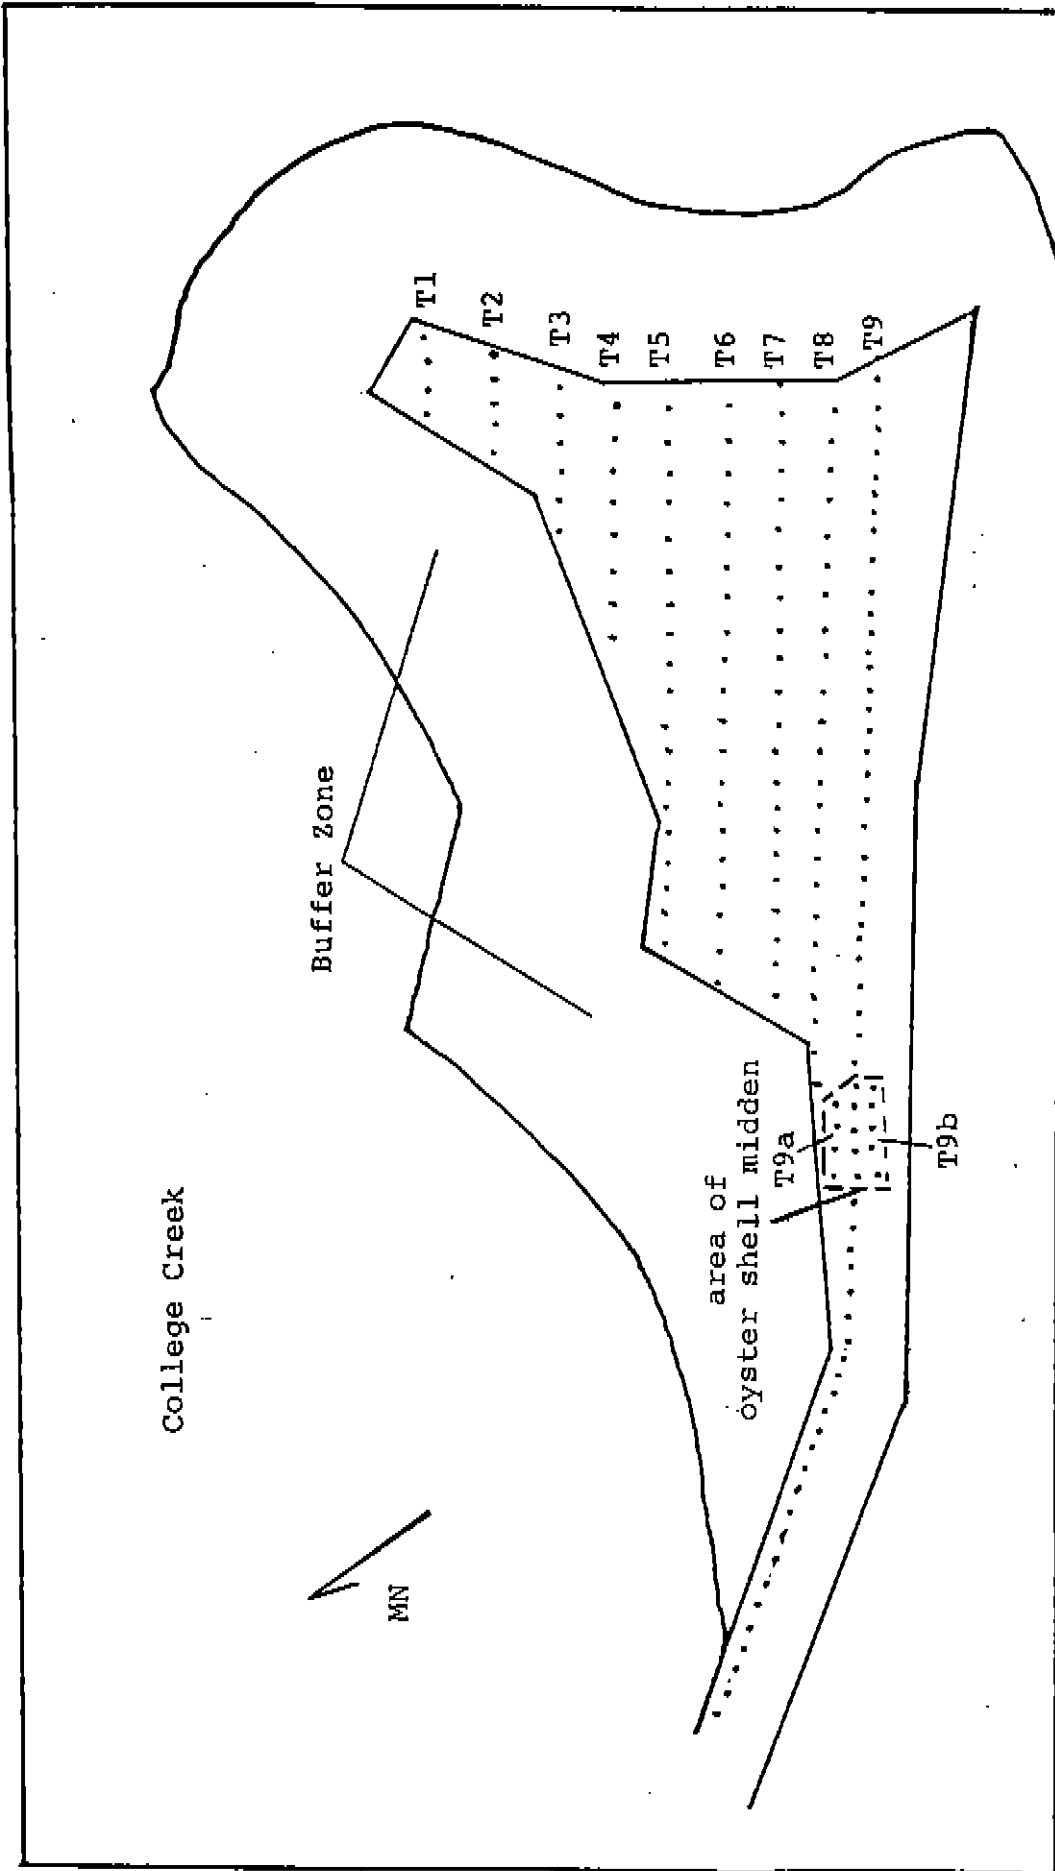 College Creek
MN
Buffer Zone
area of
oyster shell midden
T9a
T9b
T1
T2
T3
T4
T5
T6
T7
T8
T9